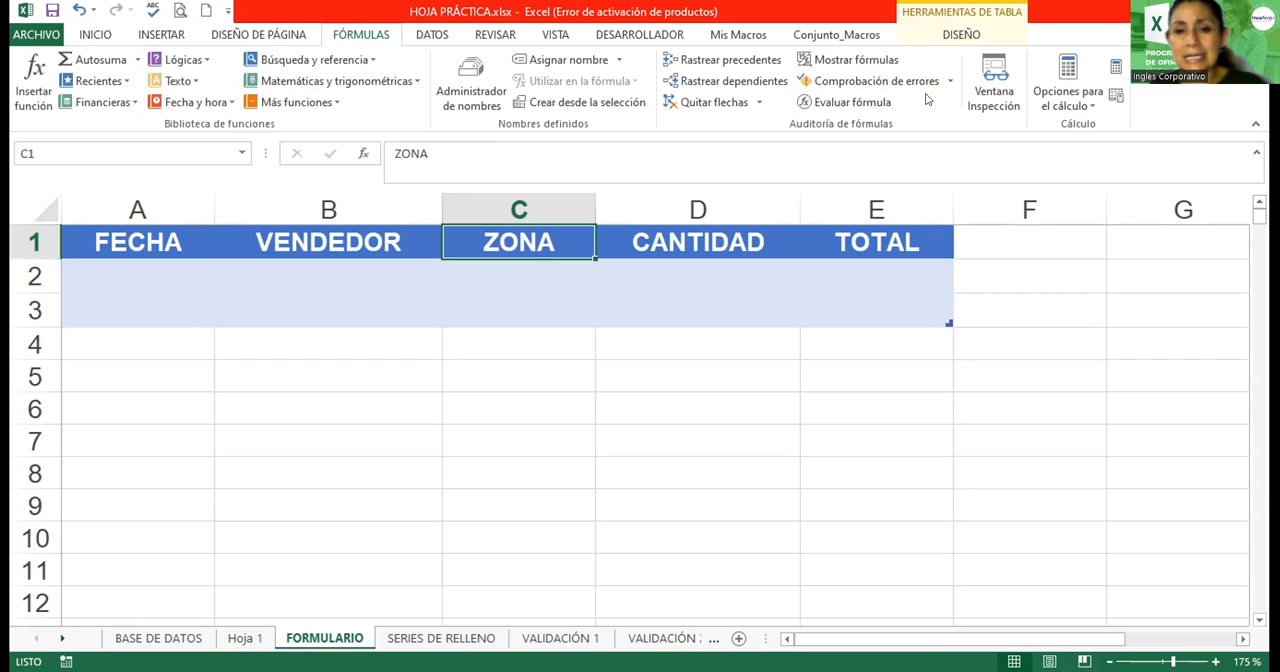 HOJA PRÁCTICA.xlsx - Excel (Error de activación de productos)
HERRAMIENTAS DE TABLA
ARCHIVO INICIO INSERTAR DISEÑO DE PÁGINA FÓRMULAS DATOS REVISAR VISTA DESARROLLADOR Mis Macros Conjunto_Macros DISEÑO
Insertar función
Autosuma
Recientes
Financieras
Lógicas
Texto
Fecha y hora
Búsqueda y referencia
Matemáticas y trigonométricas
Más funciones
Biblioteca de funciones
Administrador de nombres
Asignar nombre
Utilizar en la fórmula
Crear desde la selección
Nombres definidos
Rastrear precedentes
Rastrear dependientes
Quitar flechas
Mostrar fórmulas
Comprobación de errores
Evaluar fórmula
Auditoría de fórmulas
Ventana Inspección
Opciones para el cálculo
Cálculo
Ingles Corporativo
C1
fx
ZONA
A B C D E F G
1 FECHA VENDEDOR ZONA CANTIDAD TOTAL
2
3
4
5
6
7
8
9
10
11
12
BASE DE DATOS Hoja 1 FORMULARIO SERIES DE RELLENO VALIDACIÓN 1 VALIDACIÓN ...
LISTO
175 %